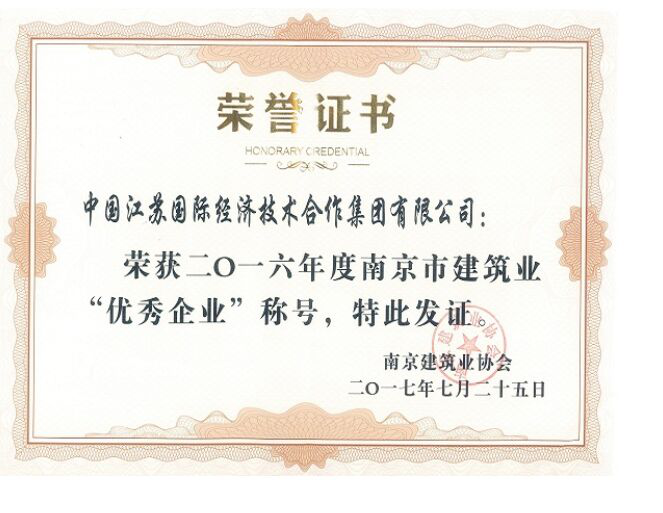 荣誉证书
HONORARY CREDENTIAL
中国江苏国际经济技术合作集团有限公司：
荣获二〇一六年度南京市建筑业
“优秀企业”称号，特此发证。
南京建筑业协会
二〇一七年七月二十五日